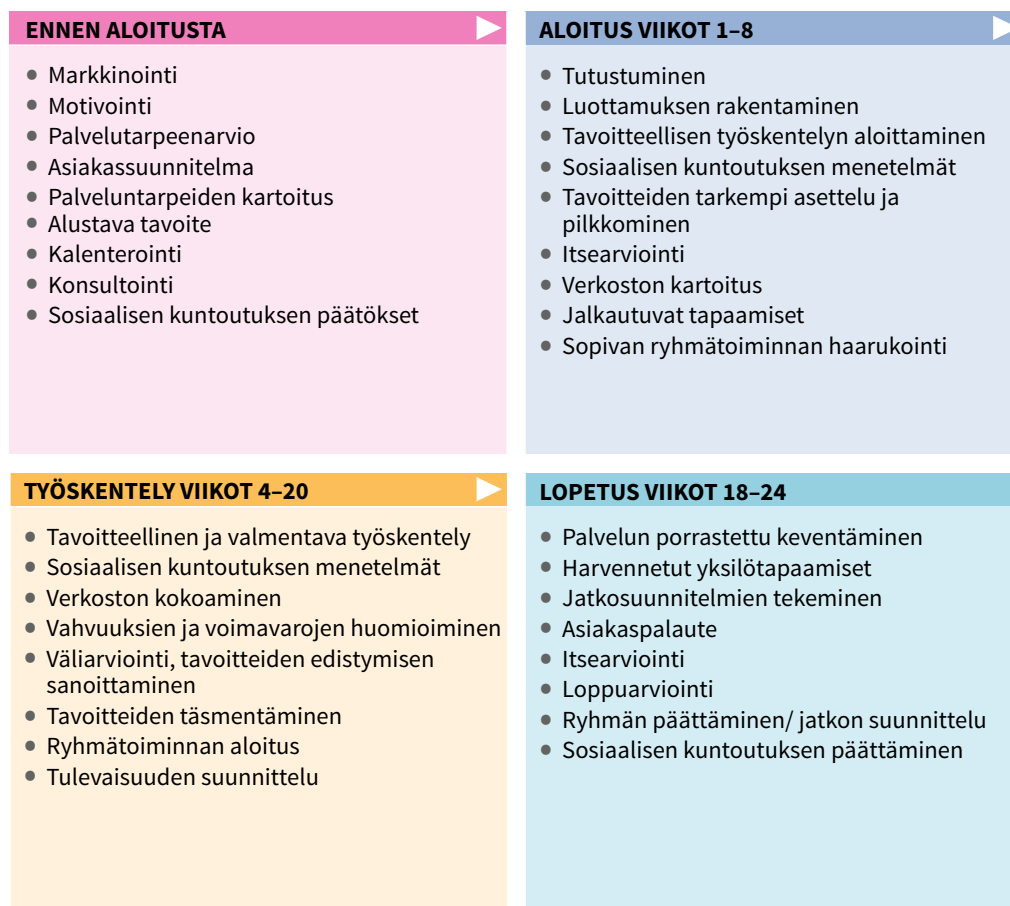 ENNEN ALOITUSTA
• Markkinointi
• Motivointi
• Palvelutarpeenarvio
• Asiakassuunnitelma
• Palveluntarpeiden kartoitus
• Alustava tavoite
• Kalenterointi
• Konsultointi
• Sosiaalisen kuntoutuksen päätökset
ALOITUS VIIKOT 1–8
• Tutustuminen
• Luottamuksen rakentaminen
• Tavoitteellisen työskentelyn aloittaminen
• Sosiaalisen kuntoutuksen menetelmät
• Tavoitteiden tarkempi asettelu ja
pilkkominen
• Itsearviointi
• Verkoston kartoitus
• Jalkautuvat tapaamiset
• Sopivan ryhmätoiminnan haarukointi
TYÖSKENTELY VIIKOT 4–20
• Tavoitteellinen ja valmentava työskentely
• Sosiaalisen kuntoutuksen menetelmät
• Verkoston kokoaminen
• Vahvuuksien ja voimavarojen huomioiminen
• Väliarviointi, tavoitteiden edistymisen
sanoittaminen
• Tavoitteiden täsmentäminen
• Ryhmätoiminnan aloitus
• Tulevaisuuden suunnittelu
LOPETUS VIIKOT 18–24
• Palvelun porrastettu keventäminen
• Harvennetut yksilötapaamiset
• Jatkosuunnitelmien tekeminen
• Asiakaspalaute
• Itsearviointi
• Loppuarviointi
• Ryhmän päättäminen/ jatkon suunnittelu
• Sosiaalisen kuntoutuksen päättäminen